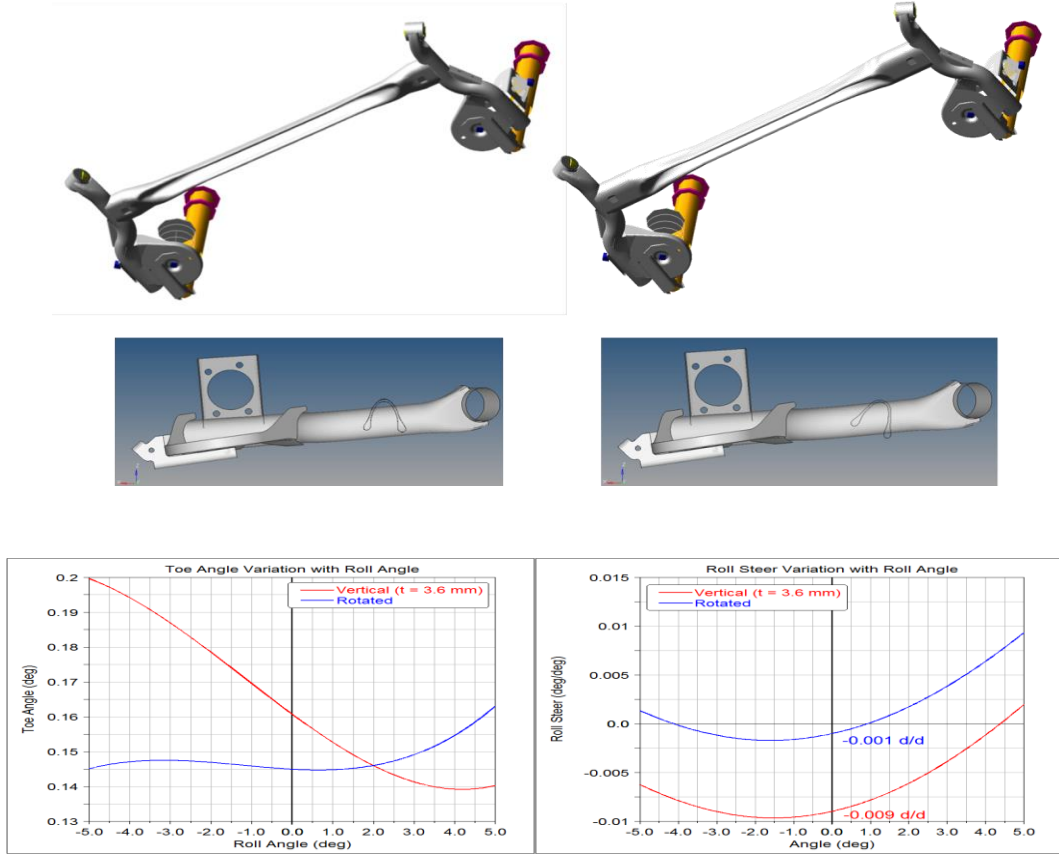 Toe Angle Variation with Roll Angle
Vertical (t = 3.6 mm)
Rotated
Toe Angle (deg)
0.2
0.19
0.18
0.17
0.16
0.15
0.14
0.13
-5.0 -4.0 -3.0 -2.0 -1.0 0.0 1.0 2.0 3.0 4.0 5.0
Roll Angle (deg)
Roll Steer Variation with Roll Angle
Vertical (t = 3.6 mm)
Rotated
Roll Steer (deg/deg)
0.015
0.01
0.005
0.0
-0.005
-0.01
-0.001 d/d
-0.009 d/d
-5.0 -4.0 -3.0 -2.0 -1.0 0.0 1.0 2.0 3.0 4.0 5.0
Angle (deg)